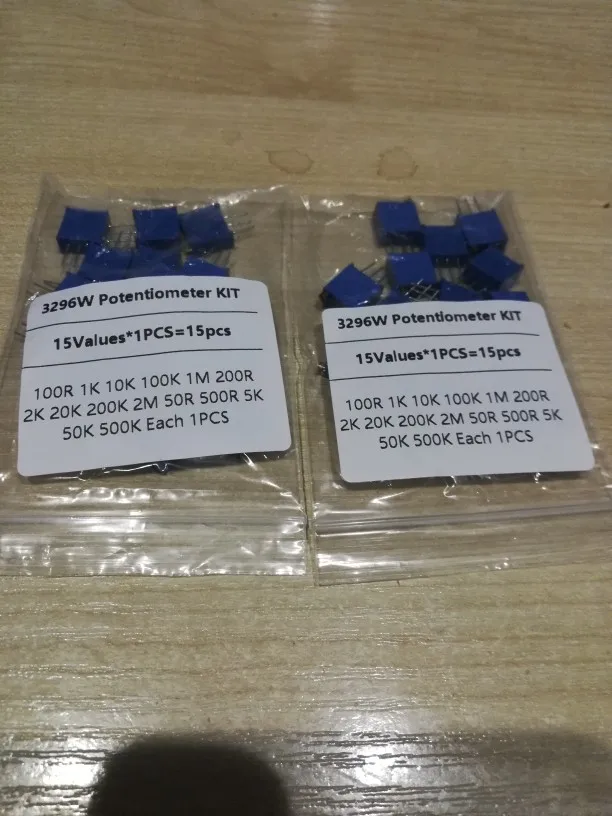 3296W Potentiometer KIT
15Values*1PCS=15pcs
100R 1K 10K 100K 1M 200R
2K 20K 200K 2M 50R 500R 5K
50K 500K Each 1PCS
3296W Potentiometer KIT
15Values*1PCS=15pcs
100R 1K 10K 100K 1M 200R
2K 20K 200K 2M 50R 500R 5K
50K 500K Each 1PCS